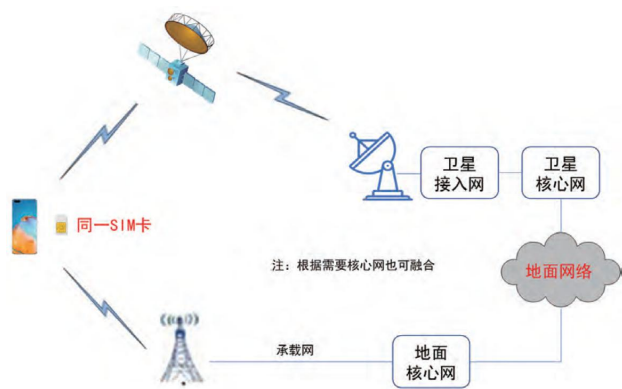 卫星
接入网
卫星
核心网
同一SIM卡
注：根据需要核心网也可融合
地面网络
承载网
地面
核心网